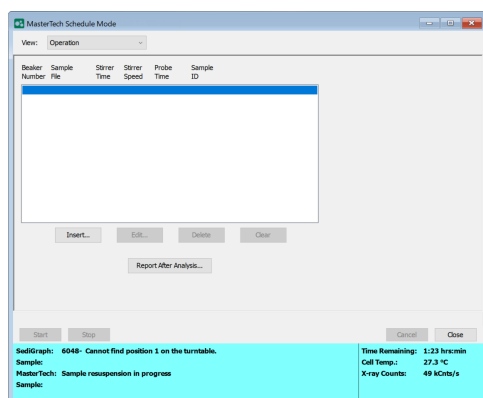 MasterTech Schedule Mode
View: Operation
Beaker Sample Stirrer Stirrer Probe Sample
Number File Time Speed Time ID
Insert... Edit... Delete Clear
Report After Analysis...
Start Stop Cancel Close
SediGraph: 6048- Cannot find position 1 on the turntable. Time Remaining: 1:23 hrs:min
Sample: Cell Temp.: 27.3 °C
MasterTech: Sample resuspension in progress X-ray Counts: 49 kCnts/s
Sample: